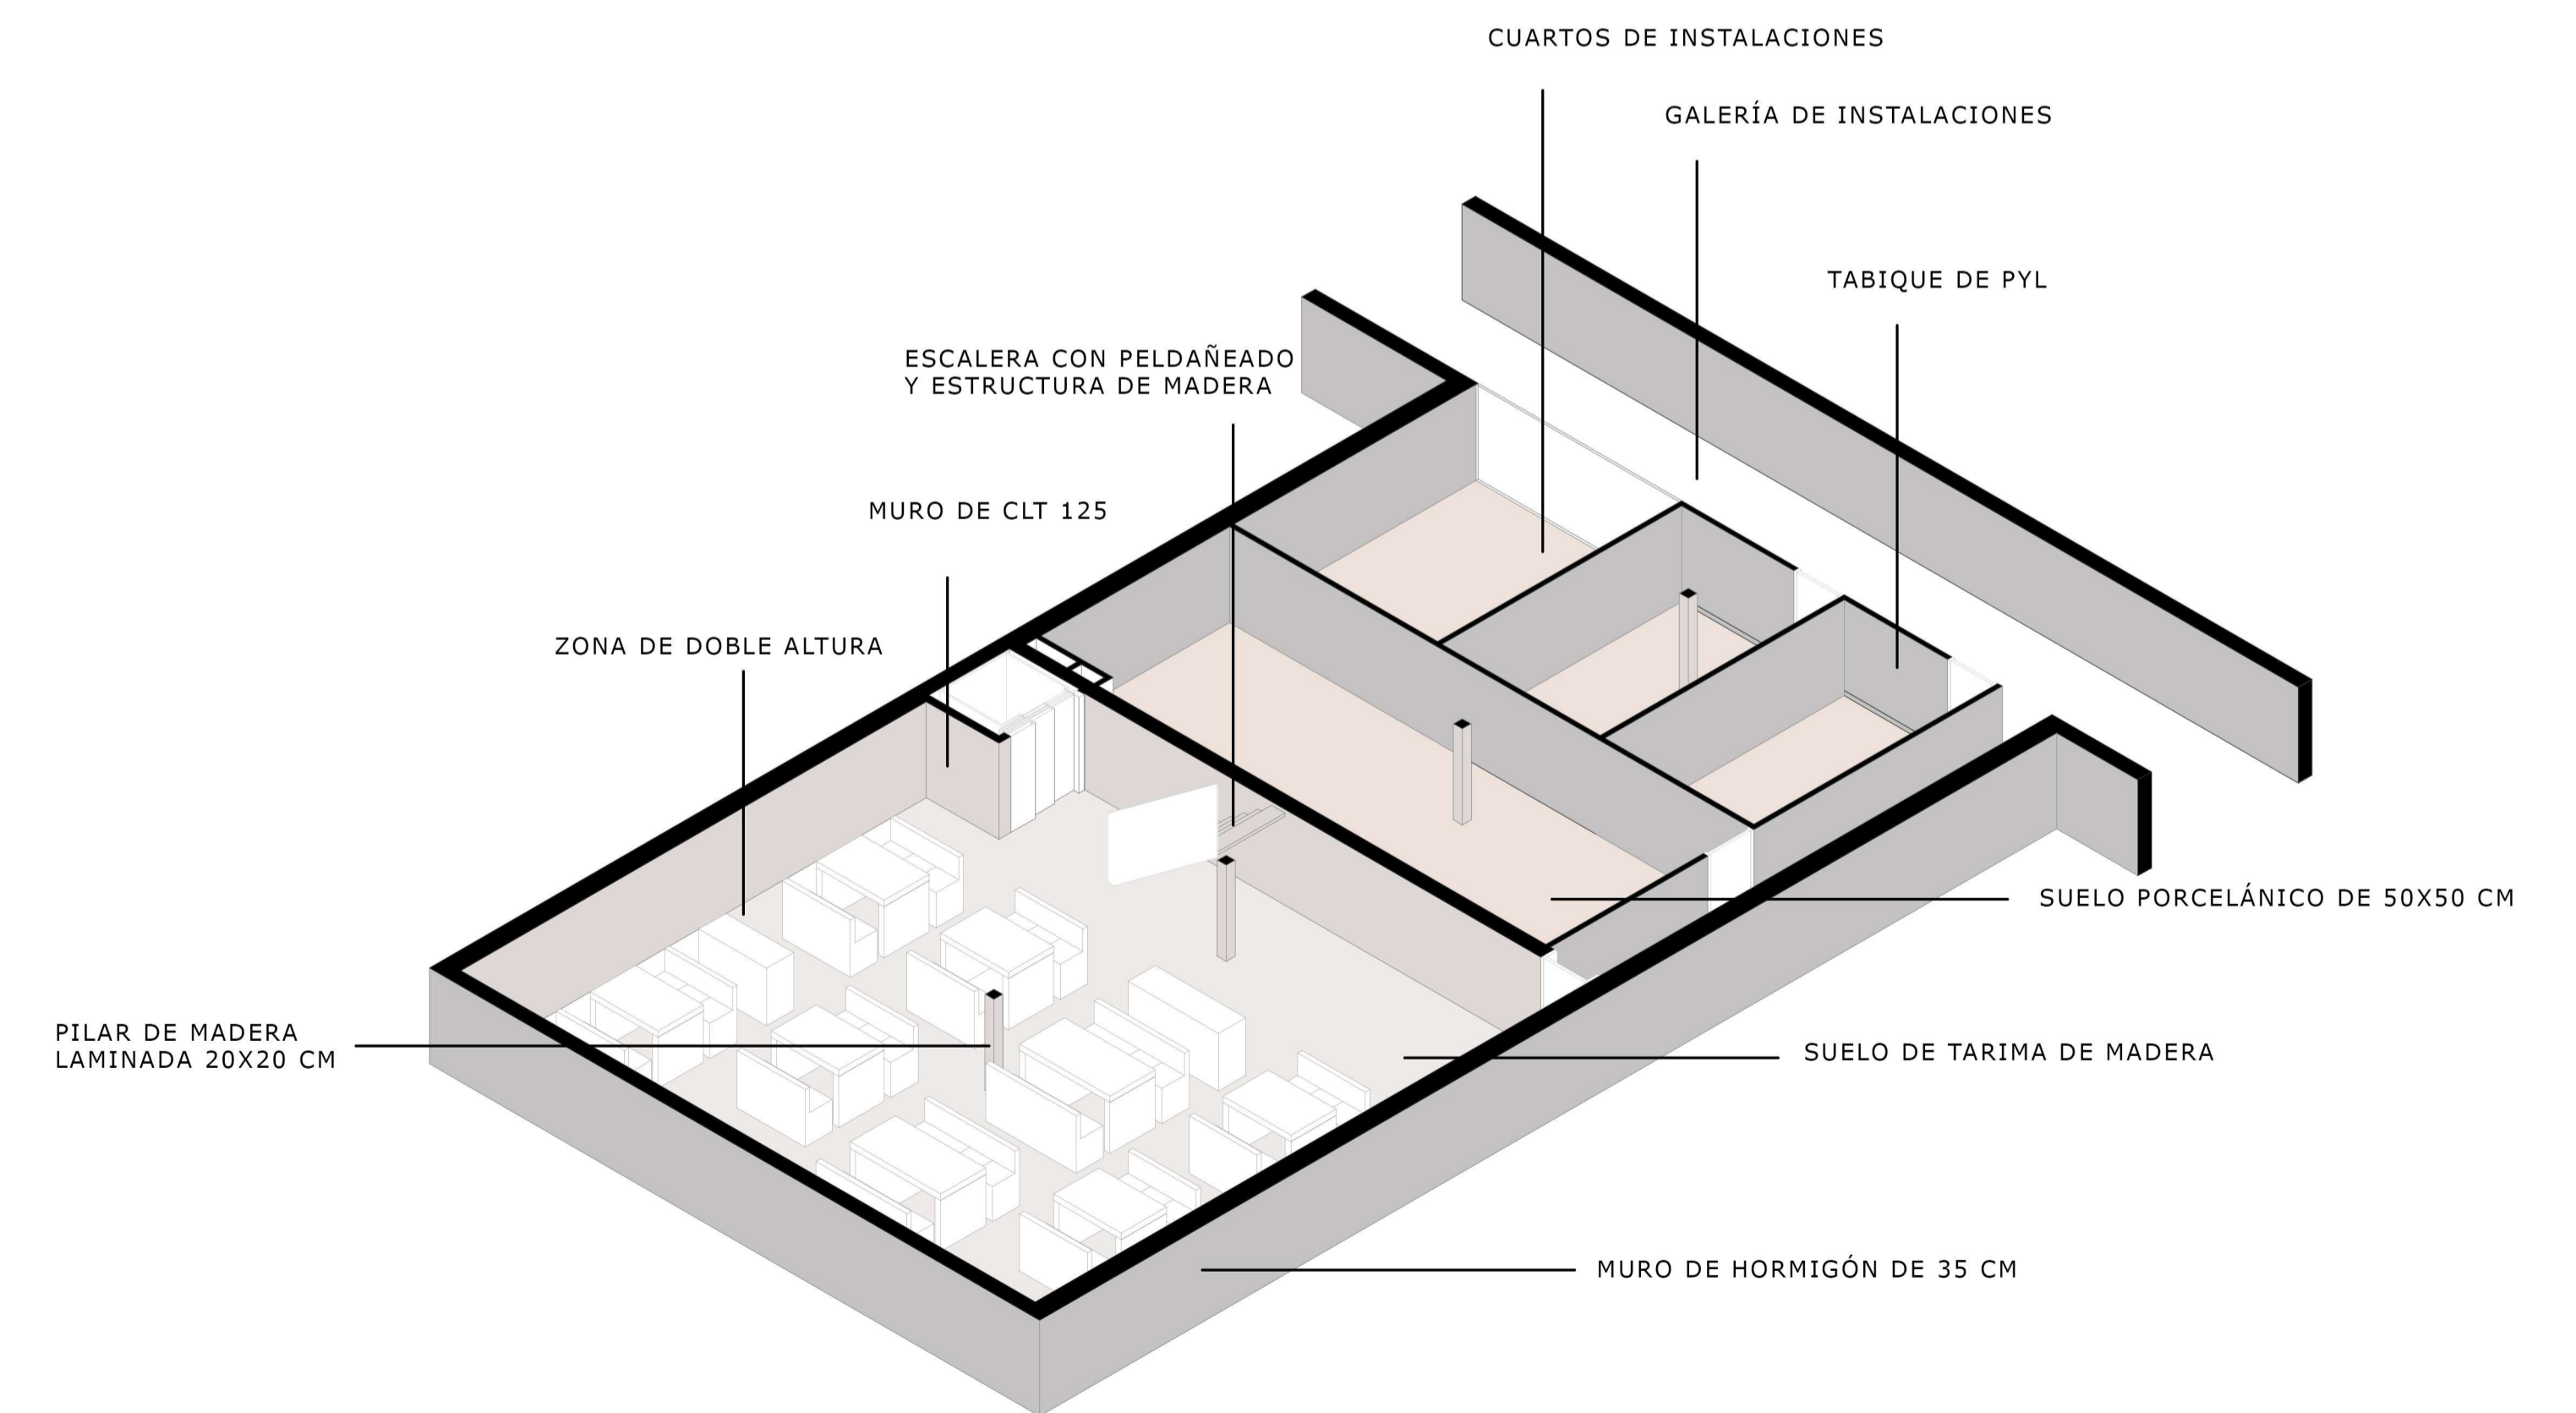 CUARTOS DE INSTALACIONES
GALERÍA DE INSTALACIONES
TABIQUE DE PYL
ESCALERA CON PELDAÑEADO
Y ESTRUCTURA DE MADERA
MURO DE CLT 125
ZONA DE DOBLE ALTURA
SUELO PORCELÁNICO DE 50X50 CM
PILAR DE MADERA
LAMINADA 20X20 CM
SUELO DE TARIMA DE MADERA
MURO DE HORMIGÓN DE 35 CM